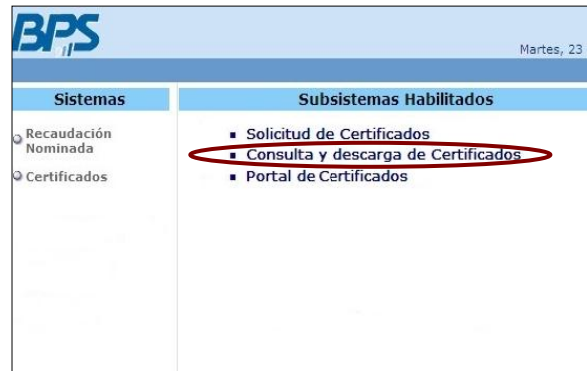 BPS
Martes, 23
Sistemas
Subsistemas Habilitados
Recaudación
Nominada
Certificados
Solicitud de Certificados
Consulta y descarga de Certificados
Portal de Certificados